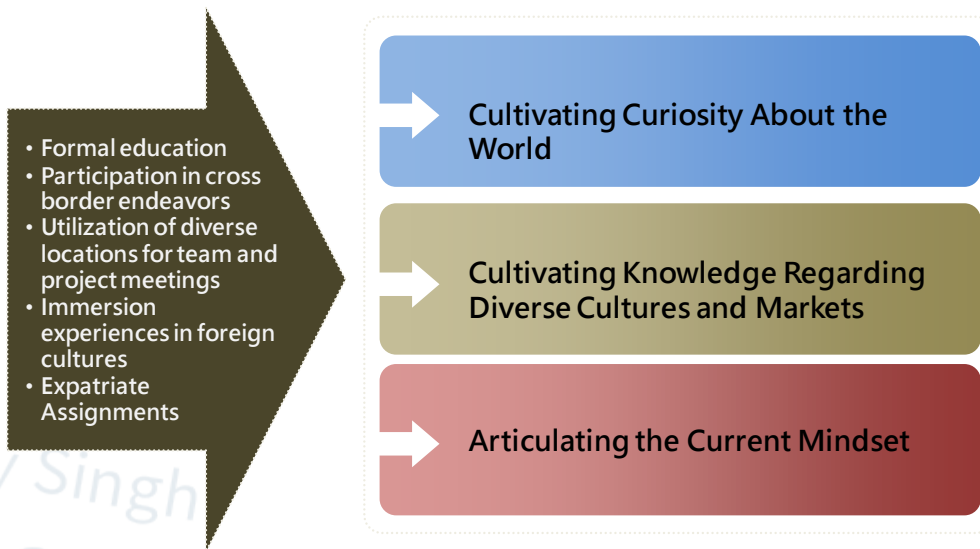 • Formal education
• Participation in cross
border endeavors
• Utilization of diverse
locations for team and
project meetings
• Immersion
experiences in foreign
cultures
• Expatriate
Assignments
Singh
Cultivating Curiosity About the
World
Cultivating Knowledge Regarding
Diverse Cultures and Markets
Articulating the Current Mindset